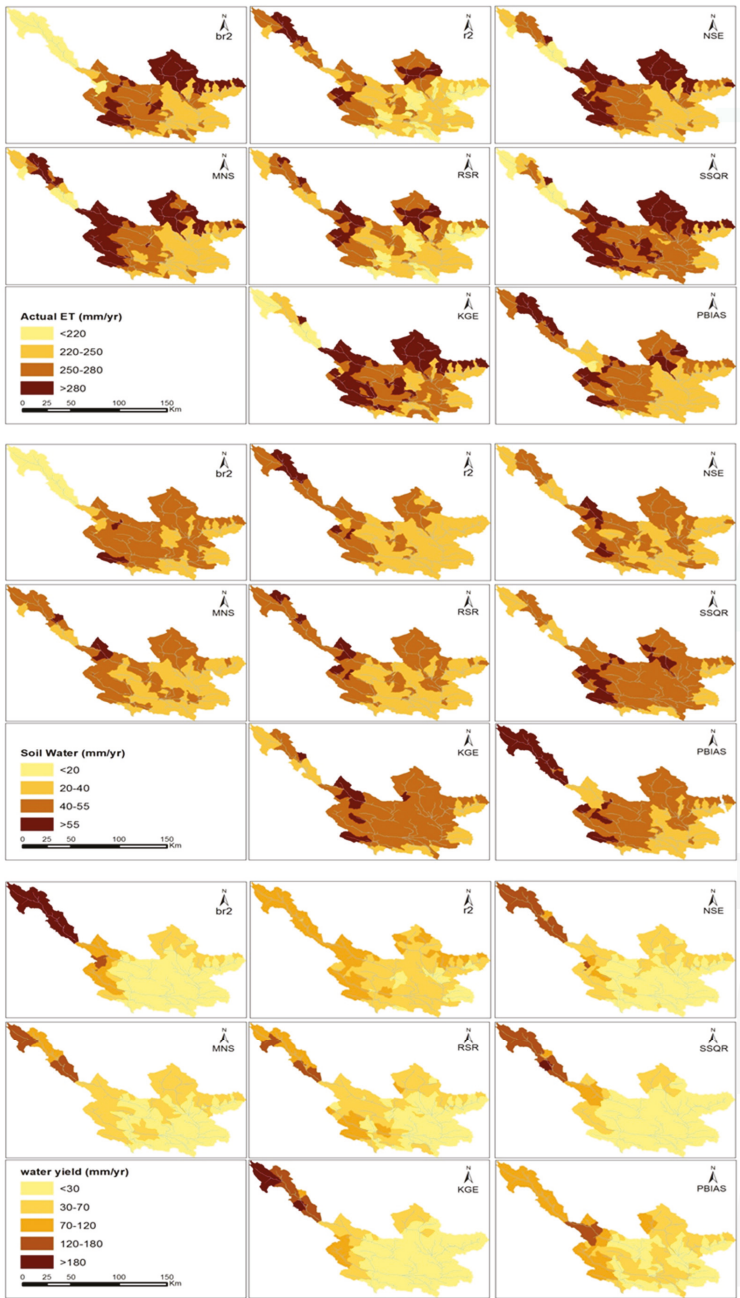 N
br2
N
r2
N
NSE
N
MNS
N
RSR
N
SSQR
Actual ET (mm/yr)
<220
220-250
250-280
>280
0 25 50 100 150
Km
N
KGE
N
PBIAS
N
br2
N
r2
N
NSE
N
MNS
N
RSR
N
SSQR
Soil Water (mm/yr)
<20
20-40
40-55
>55
0 25 50 100 150
Km
N
KGE
N
PBIAS
N
br2
N
r2
N
NSE
N
MNS
N
RSR
N
SSQR
water yield (mm/yr)
<30
30-70
70-120
120-180
>180
0 25 50 100 150
Km
N
KGE
N
PBIAS